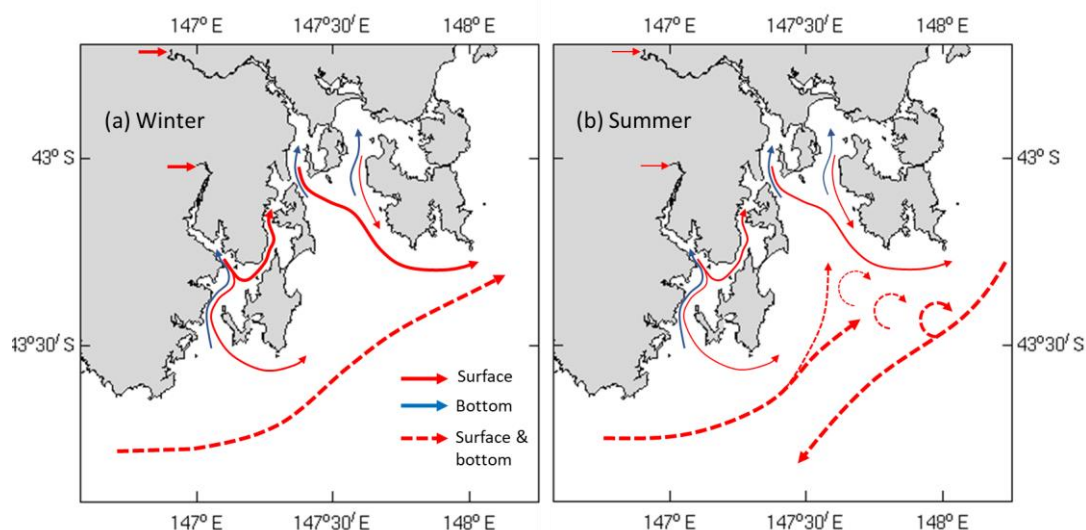 147° E 147°30' E 148° E
147° E 147°30' E 148° E
(a) Winter
(b) Summer
43° S
43° S
43°30' S
43°30' S
Surface
Bottom
Surface &
bottom
147° E 147°30' E 148° E
147° E 147°30' E 148° E